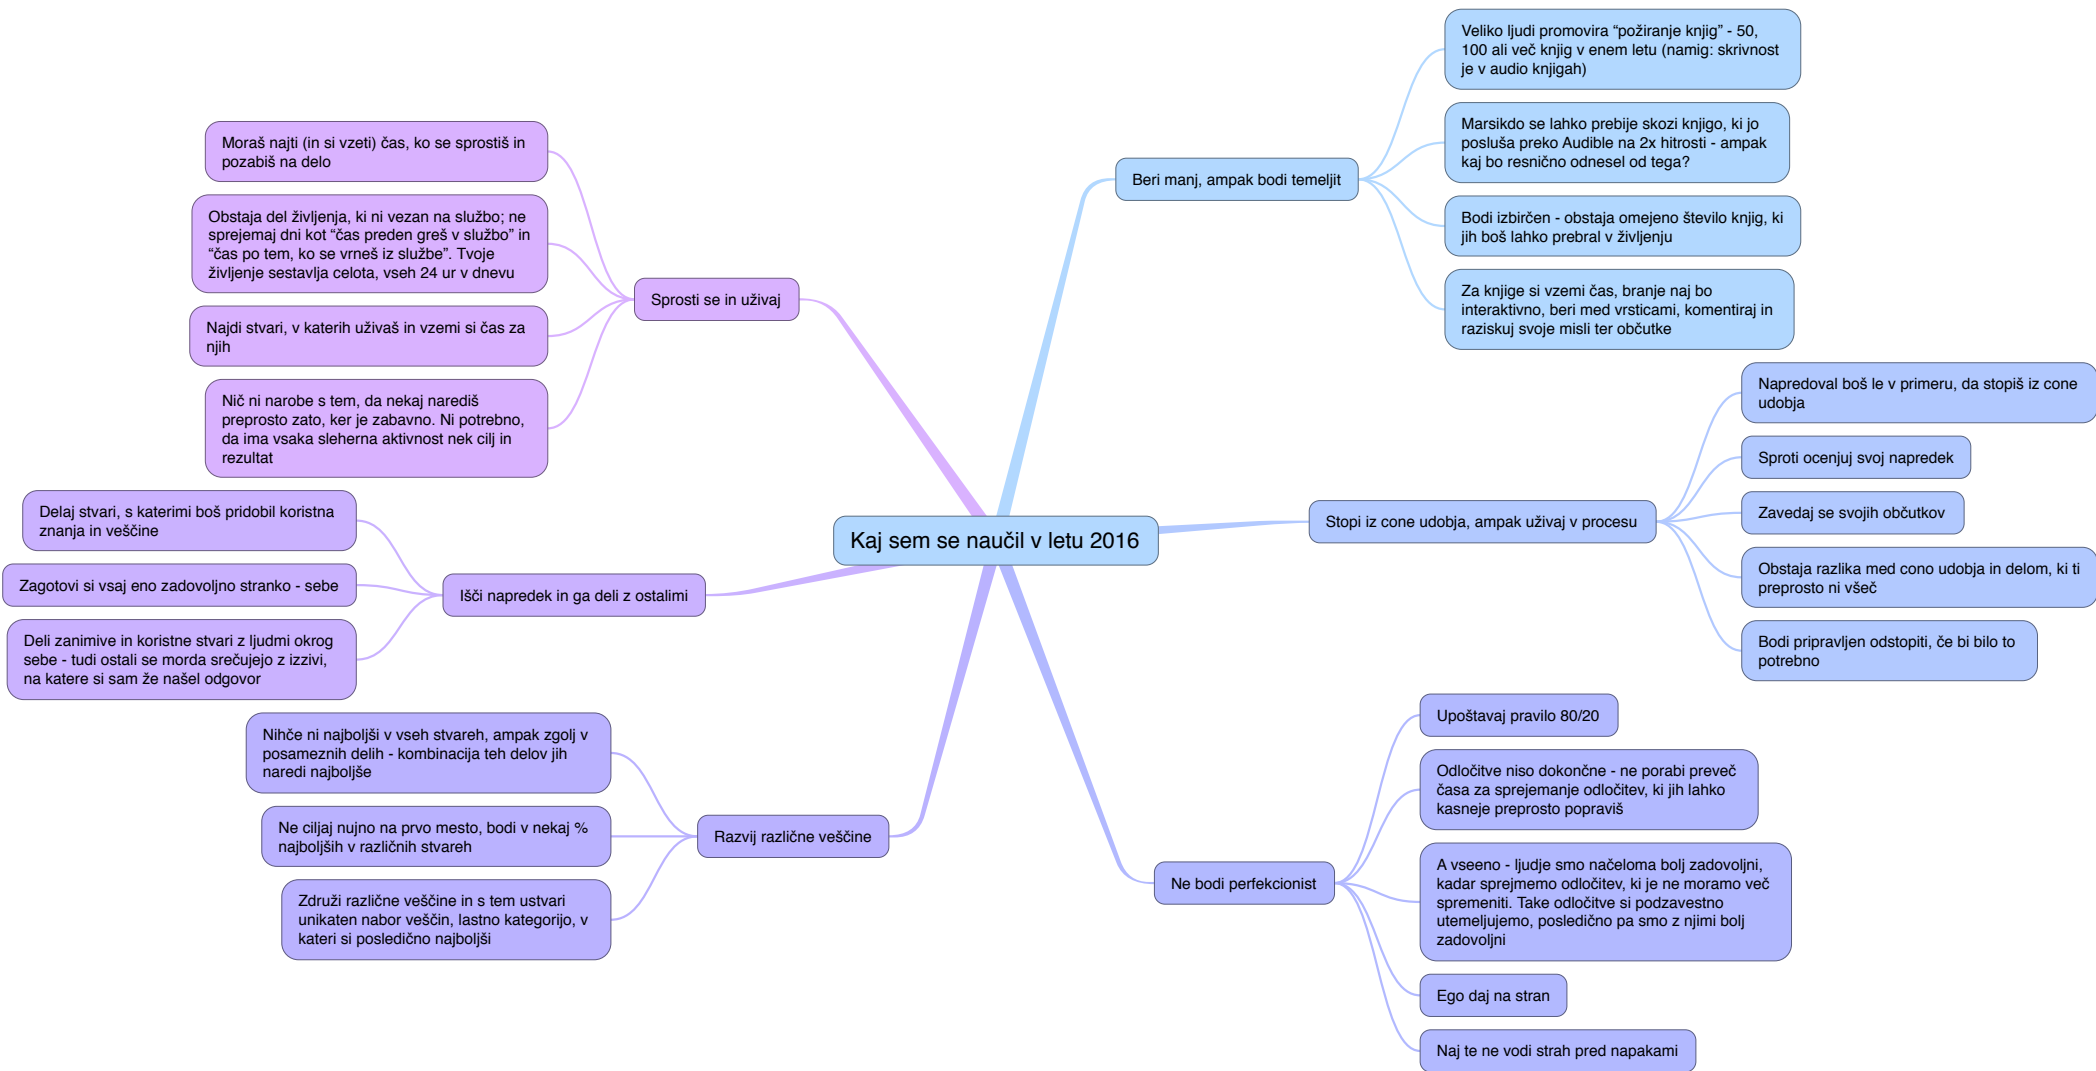 Kaj sem se naučil v letu 2016
Beri manj, ampak bodi temeljit
Veliko ljudi promovira “požiranje knjig” - 50,
100 ali več knjig v enem letu (namig: skrivnost
je v audio knjigah)
Marsikdo se lahko prebije skozi knjigo, ki jo
posluša preko Audible na 2x hitrosti - ampak
kaj bo resnično odnesel od tega?
Bodi izbirčen - obstaja omejeno število knjig, ki
jih boš lahko prebral v življenju
Za knjige si vzemi čas, branje naj bo
interaktivno, beri med vrsticami, komentiraj in
raziskuj svoje misli ter občutke
Stopi iz cone udobja, ampak uživaj v procesu
Napredoval boš le v primeru, da stopiš iz cone
udobja
Sproti ocenjuj svoj napredek
Zavedaj se svojih občutkov
Obstaja razlika med cono udobja in delom, ki ti
preprosto ni všeč
Bodi pripravljen odstopiti, če bi bilo to
potrebno
Ne bodi perfekcionist
Upoštavaj pravilo 80/20
Odločitve niso dokončne - ne porabi preveč
časa za sprejemanje odločitev, ki jih lahko
kasneje preprosto popraviš
A vseeno - ljudje smo načeloma bolj zadovoljni,
kadar sprejmemo odločitev, ki je ne moramo več
spremeniti. Take odločitve si podzavestno
utemeljujemo, posledično pa smo z njimi bolj
zadovoljni
Ego daj na stran
Naj te ne vodi strah pred napakami
Razvij različne veščine
Nihče ni najboljši v vseh stvareh, ampak zgolj v
posameznih delih - kombinacija teh delov jih
naredi najboljše
Ne ciljaj nujno na prvo mesto, bodi v nekaj %
najboljših v različnih stvareh
Združi različne veščine in s tem ustvari
unikaten nabor veščin, lastno kategorijo, v
kateri si posledično najboljši
Išči napredek in ga deli z ostalimi
Delaj stvari, s katerimi boš pridobil koristna
znanja in veščine
Zagotovi si vsaj eno zadovoljno stranko - sebe
Deli zanimive in koristne stvari z ljudmi okrog
sebe - tudi ostali se morda srečujejo z izzivi,
na katere si sam že našel odgovor
Sprosti se in uživaj
Moraš najti (in si vzeti) čas, ko se sprostiš in
pozabiš na delo
Obstaja del življenja, ki ni vezan na službo; ne
sprejemaj dni kot “čas preden greš v službo” in
“čas po tem, ko se vrneš iz službe”. Tvoje
življenje sestavlja celota, vseh 24 ur v dnevu
Najdi stvari, v katerih uživaš in vzemi si čas za
njih
Nič ni narobe s tem, da nekaj narediš
preprosto zato, ker je zabavno. Ni potrebno,
da ima vsaka sleherna aktivnost nek cilj in
rezultat